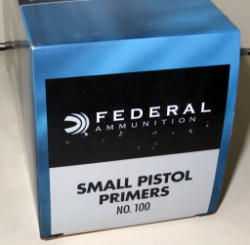 FEDERAL
AMMUNITION
SMALL PISTOL
PRIMERS
NO. 100